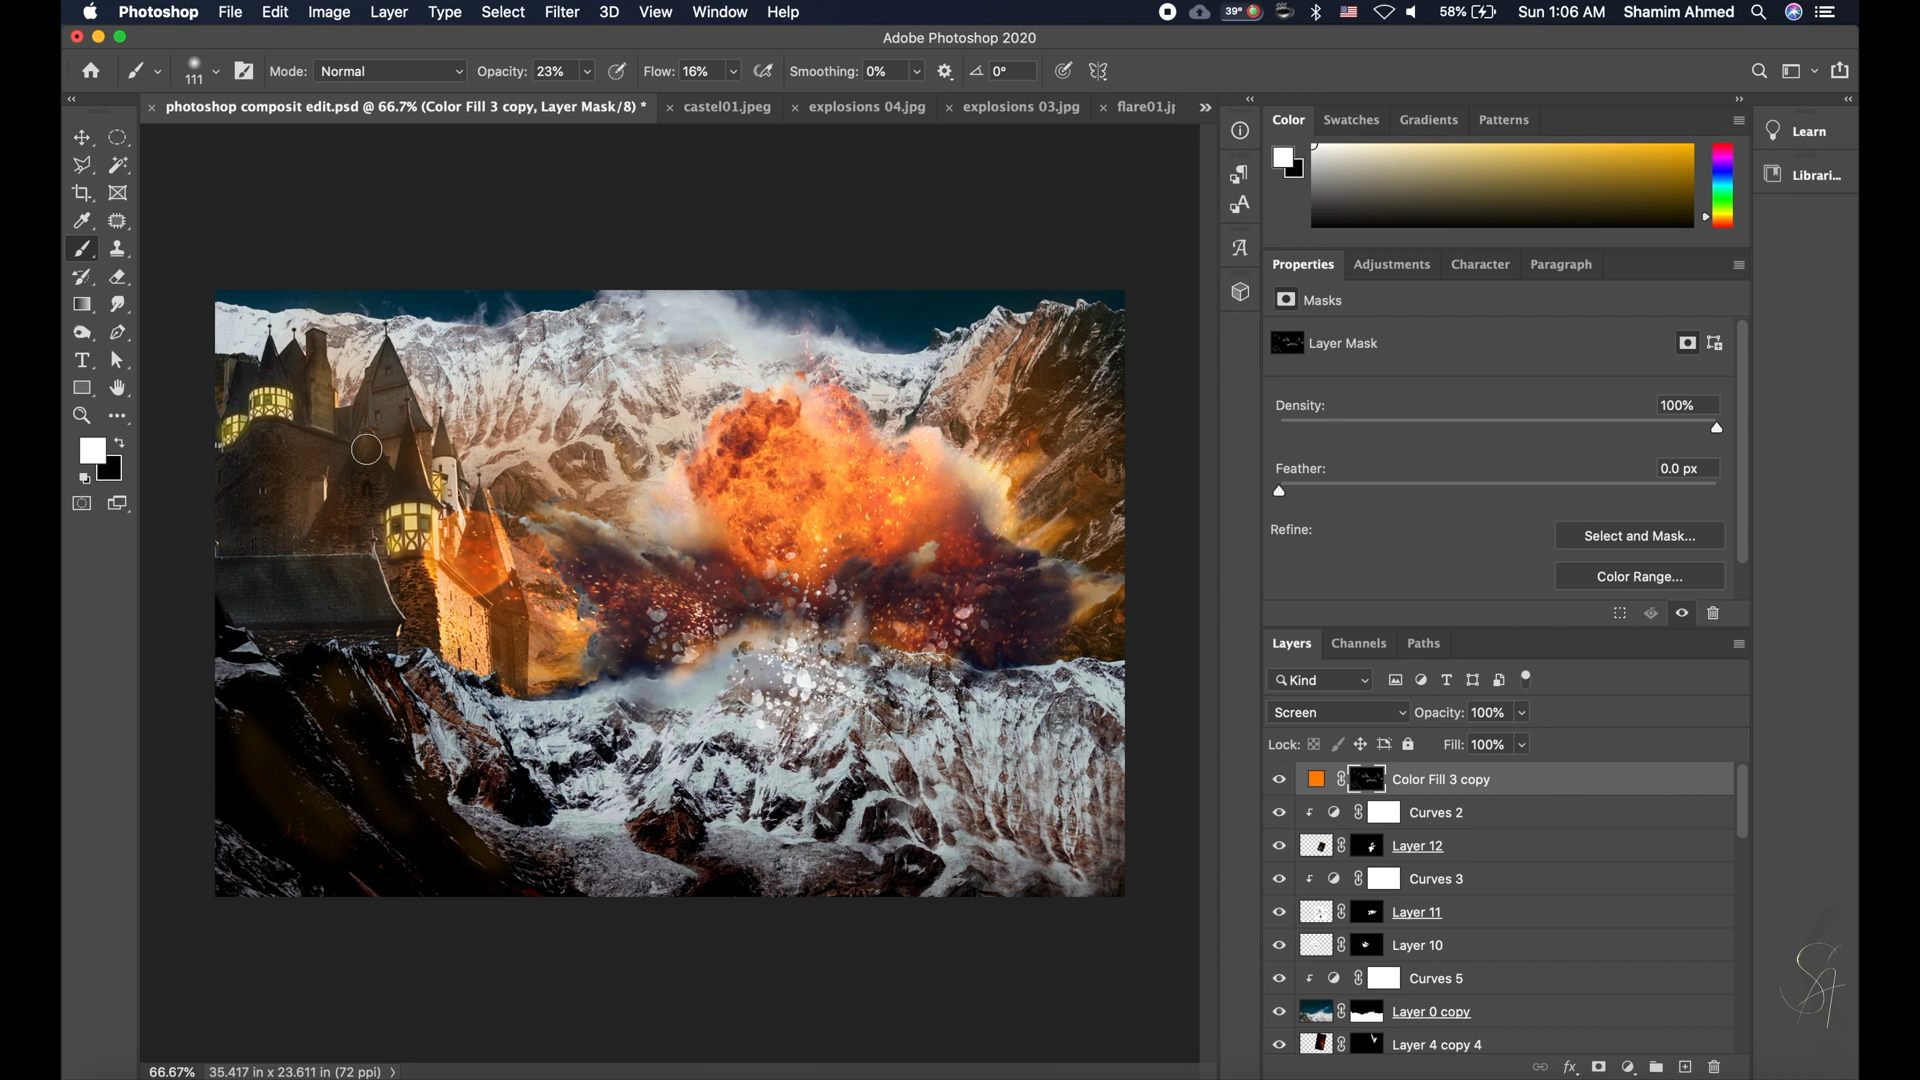 Photoshop File Edit Image Layer Type Select Filter 3D View Window Help 39° 58% Sun 1:06 AM Shamim Ahmed
Adobe Photoshop 2020
111 Mode: Normal Opacity: 23% Flow: 16% Smoothing: 0% 0°
photoshop composit edit.psd @ 66.7% (Color Fill 3 copy, Layer Mask/8) * castel01.jpeg explosions 04.jpg explosions 03.jpg flare01.j
Color Swatches Gradients Patterns
Learn
Librari...
Properties Adjustments Character Paragraph
Masks
Layer Mask
Density: 100%
Feather: 0.0 px
Refine: Select and Mask...
Color Range...
Layers Channels Paths
Kind
Screen Opacity: 100%
Lock: Fill: 100%
Color Fill 3 copy
Curves 2
Layer 12
Curves 3
Layer 11
Layer 10
Curves 5
Layer 0 copy
Layer 4 copy 4
66.67% 35.417 in x 23.611 in (72 ppi)